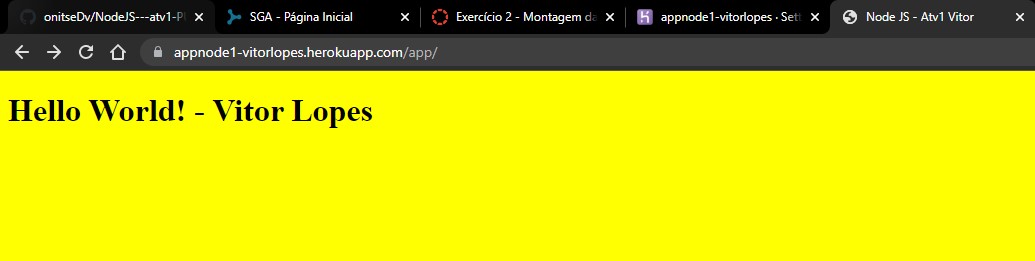 onitseDv/NodeJS---atv1-P
SGA - Página Inicial
Exercício 2 - Montagem da
appnode1-vitorlopes · Sett
Node JS - Atv1 Vitor
appnode1-vitorlopes.herokuapp.com/app/
Hello World! - Vitor Lopes